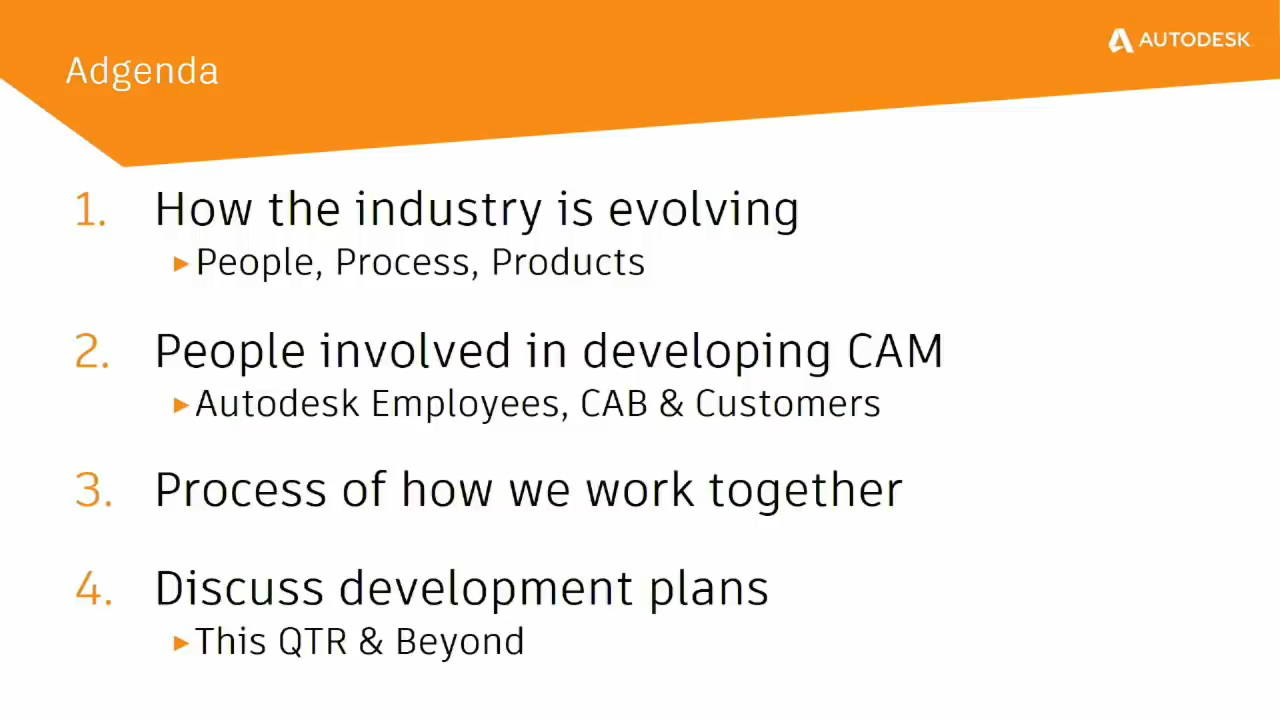 AUTODESK
Adgenda
1. How the industry is evolving
▸People, Process, Products
2. People involved in developing CAM
▸Autodesk Employees, CAB & Customers
3. Process of how we work together
4. Discuss development plans
▸This QTR & Beyond